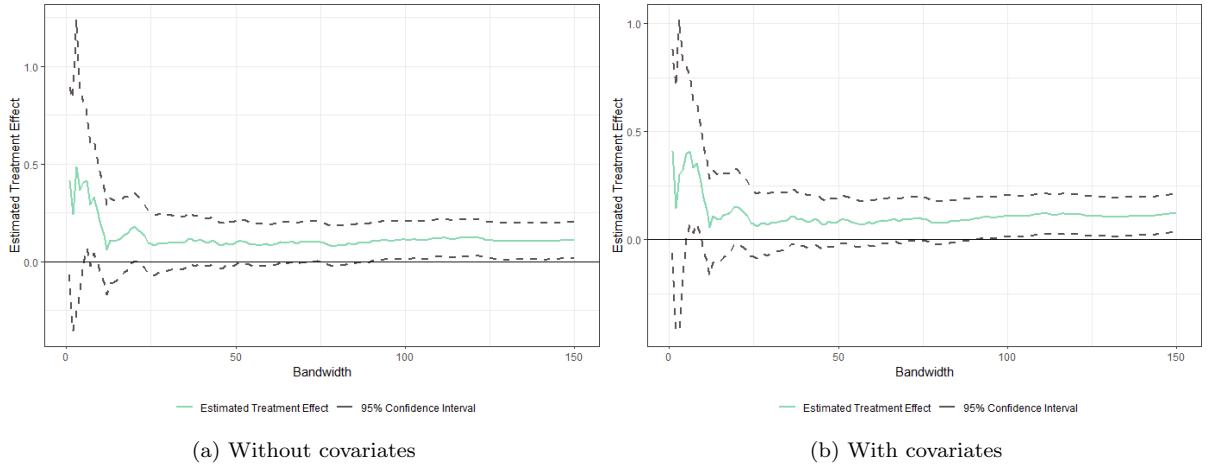 Estimated Treatment Effect
1.0
0.5
0.0
0
50
100
150
Bandwidth
Estimated Treatment Effect
95% Confidence Interval
(a) Without covariates
Estimated Treatment Effect
1.0
0.5
0.0
0
50
100
150
Bandwidth
Estimated Treatment Effect
95% Confidence Interval
(b) With covariates